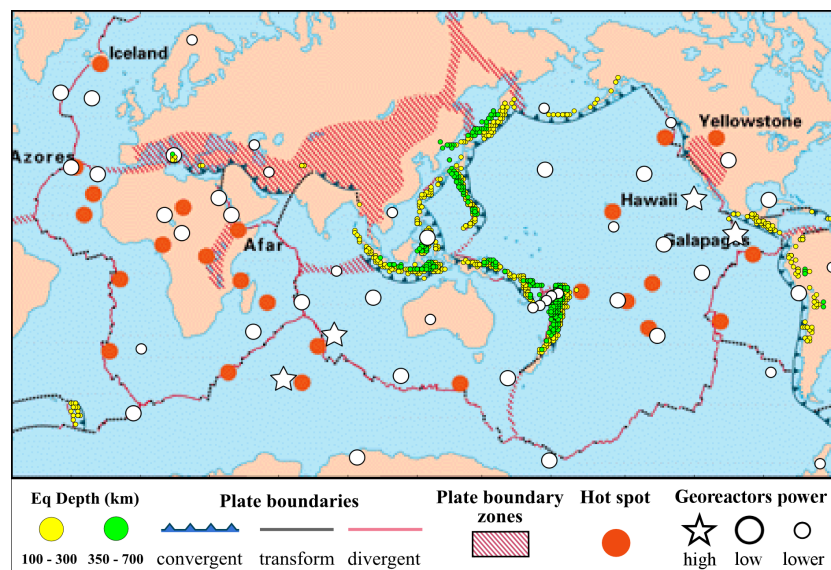 Iceland
Yellowstone
Azores
Hawaii
Afar
Galapagos
Eq Depth (km)
Plate boundaries
Plate boundary
zones
Hot spot
Georeactors power
100 - 300
350 - 700
convergent
transform
divergent
high
low
lower